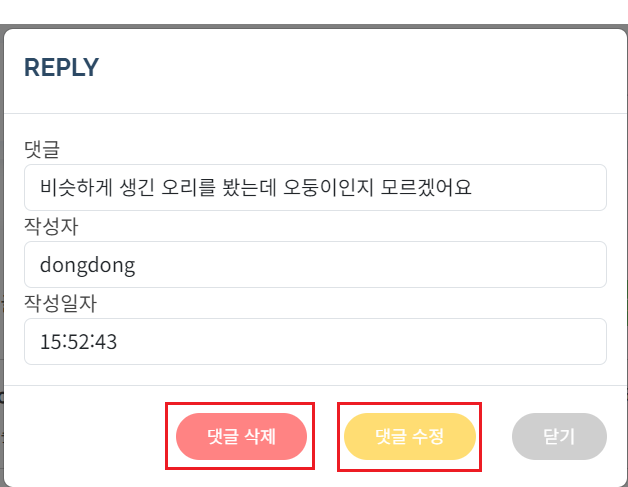 REPLY
댓글
비슷하게 생긴 오리를 봤는데 오둥이인지 모르겠어요
작성자
dongdong
작성일자
15:52:43
댓글 삭제 댓글 수정 닫기